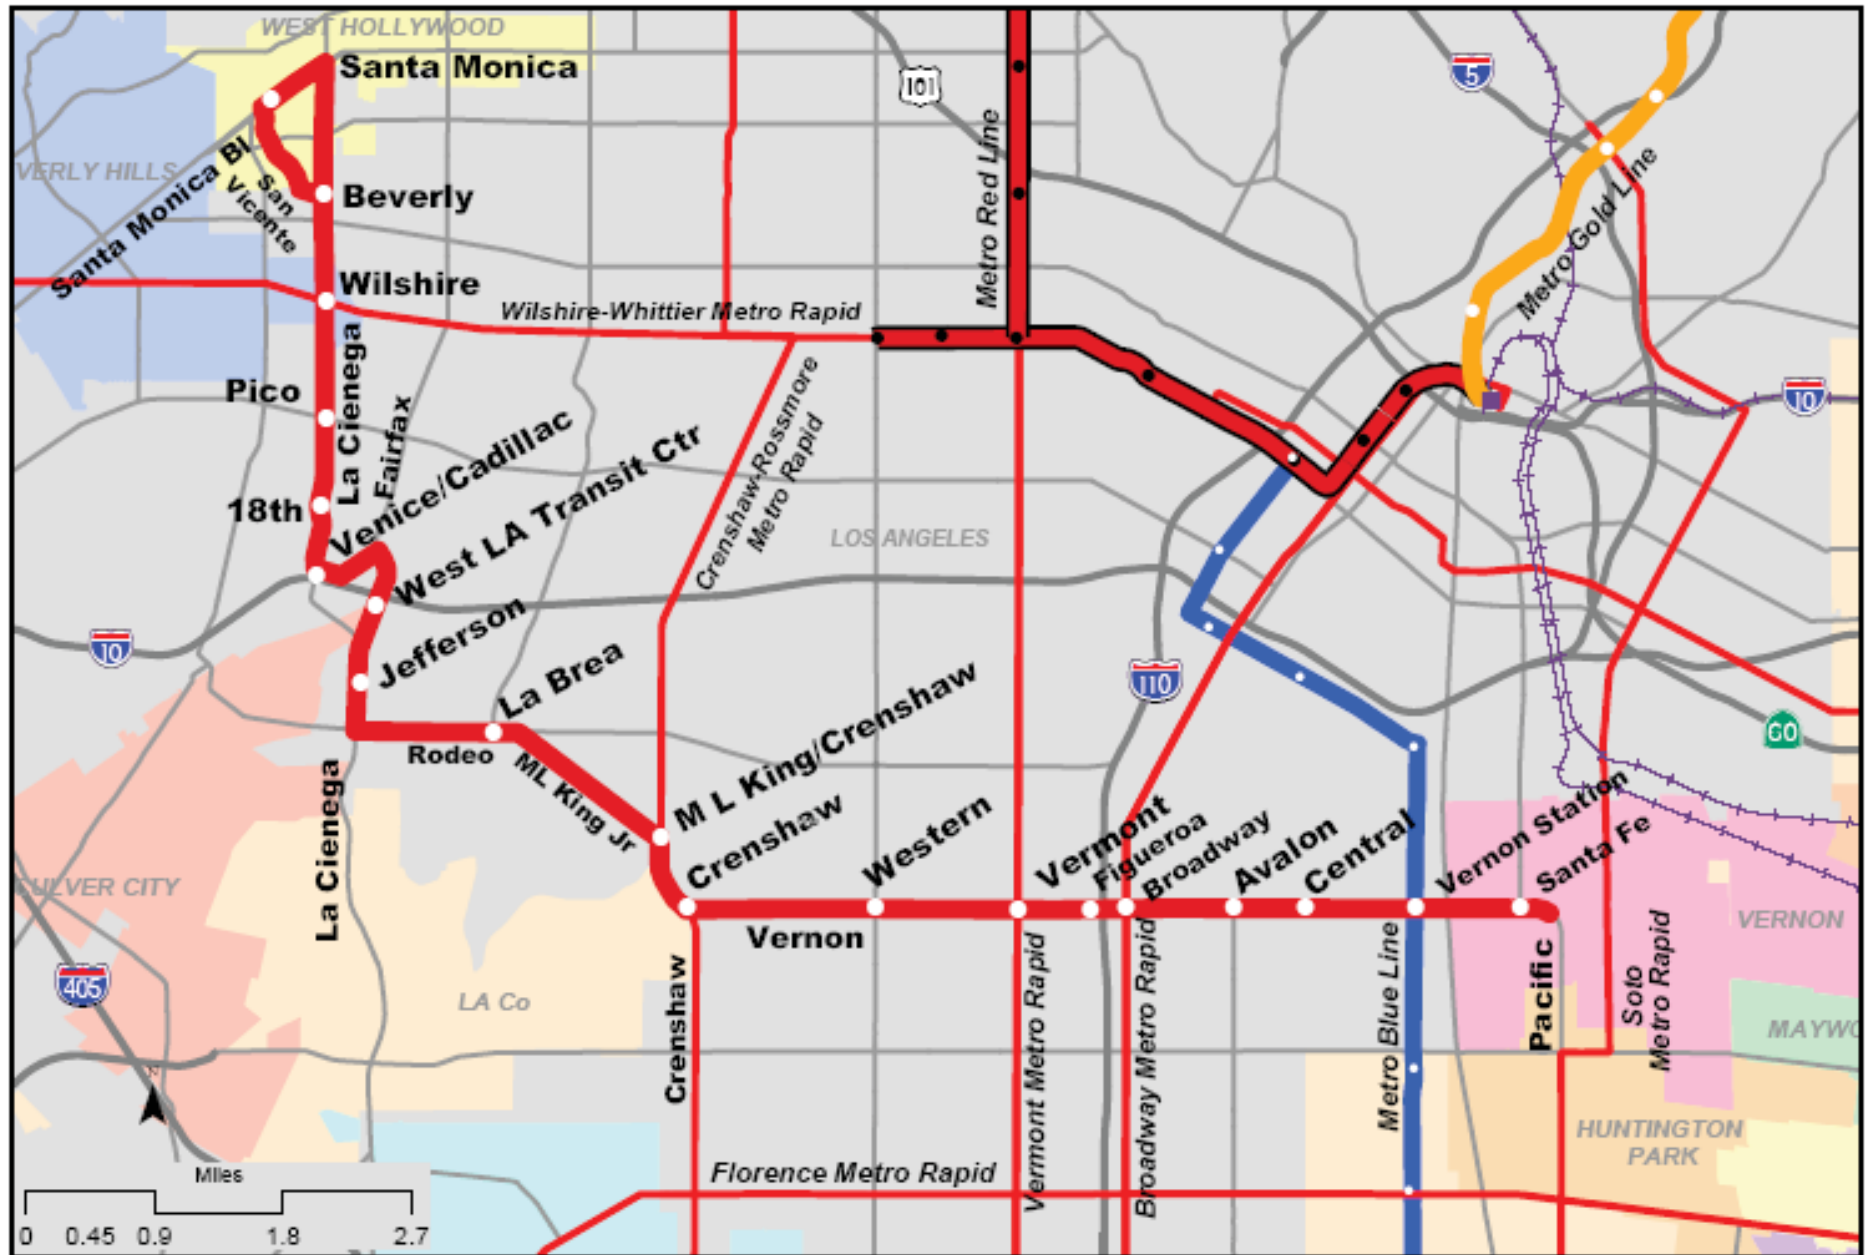 WEST HOLLYWOOD
Santa Monica
5
101
Metro Red Line
VERLY HILLS
Santa Monica Bl
San
Vicente
Beverly
Metro Gold Line
Wilshire
Wilshire-Whittier Metro Rapid
Pico
La Cienega
Fairfax
Crenshaw-Rossmore
Metro Rapid
10
18th
Venice/Cadillac
West LA Transit Ctr
LOS ANGELES
10
Jefferson
La Brea
110
60
Rodeo
ML King Jr
M L King/Crenshaw
Crenshaw
Western
Vermont
Figueroa
Broadway
Avalon
Central
Vernon Station
Santa Fe
La Cienega
CULVER CITY
Vernon
VERNON
405
LA Co
Crenshaw
Vermont Metro Rapid
Broadway Metro Rapid
Metro Blue Line
Pacific
Soto
Metro Rapid
MAYWO
N
HUNTINGTON
PARK
Florence Metro Rapid
Miles
0 0.45 0.9 1.8 2.7